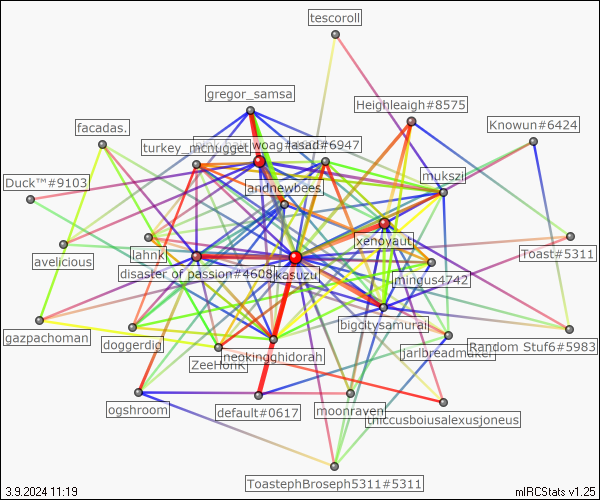 tescoroll
gregor_samsa
Heighleaigh#8575
facadas.
Knowun#6424
turkey_mcnugget
woag#
asad#6947
Duck™#9103
mukszi
andnewbees
xenoyaut
Toast#5311
avelicious
lahnk
disaster of passion#4608
kasuzu
mingus4742
gazpachoman
doggerdig
bigcitysamurai
ZeeHonk
neokingghidorah
jarlbreadmaker
Random Stuf6#5983
ogshroom
default#0617
moonraven
thiccusboiusalexusjoneus
ToastephBroseph5311#5311
3.9.2024 11:19
mIRCStats v1.25